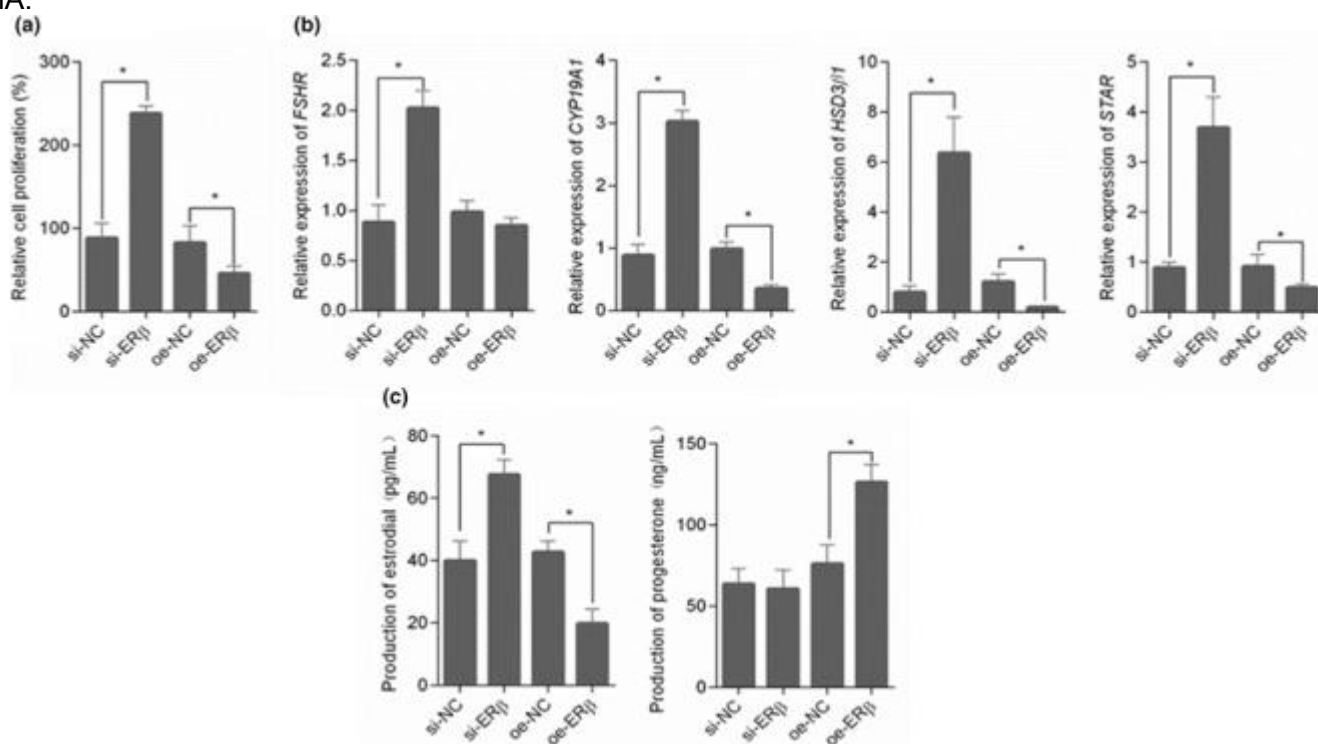 (a)
Relative cell proliferation (%)
300
200
100
0
si-NC
si-ERβ
oe-NC
oe-ERβ
*
*
(b)
Relative expression of FSHR
2.5
2.0
1.5
1.0
0.5
0.0
si-NC
si-ERβ
oe-NC
oe-ERβ
*
Relative expression of CYP19A1
4
3
2
1
0
si-NC
si-ERβ
oe-NC
oe-ERβ
*
*
Relative expression of HSD3β1
10
8
6
4
2
0
si-NC
si-ERβ
oe-NC
oe-ERβ
*
*
Relative expression of STAR
5
4
3
2
1
0
si-NC
si-ERβ
oe-NC
oe-ERβ
*
*
(c)
Production of estrodial (pg/mL)
80
60
40
20
0
si-NC
si-ERβ
oe-NC
oe-ERβ
*
*
Production of progesterone (ng/mL)
150
100
50
0
si-NC
si-ERβ
oe-NC
oe-ERβ
*